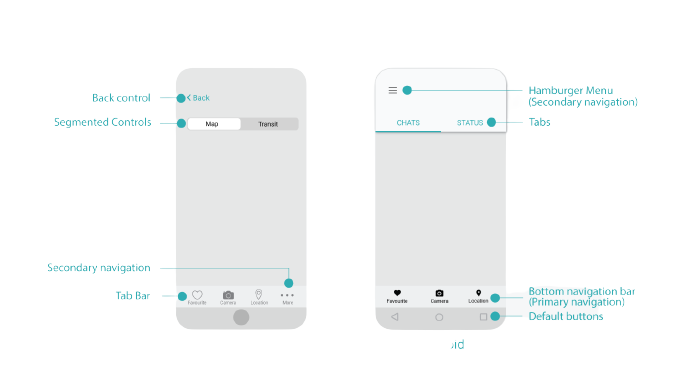 Back control
Back
Segmented Controls
Map
Transit
Secondary navigation
Tab Bar
Favourite
Camera
Location
More
Hamburger Menu
(Secondary navigation)
CHATS
STATUS
Tabs
Favourite
Camera
Location
Bottom navigation bar
(Primary navigation)
Default buttons